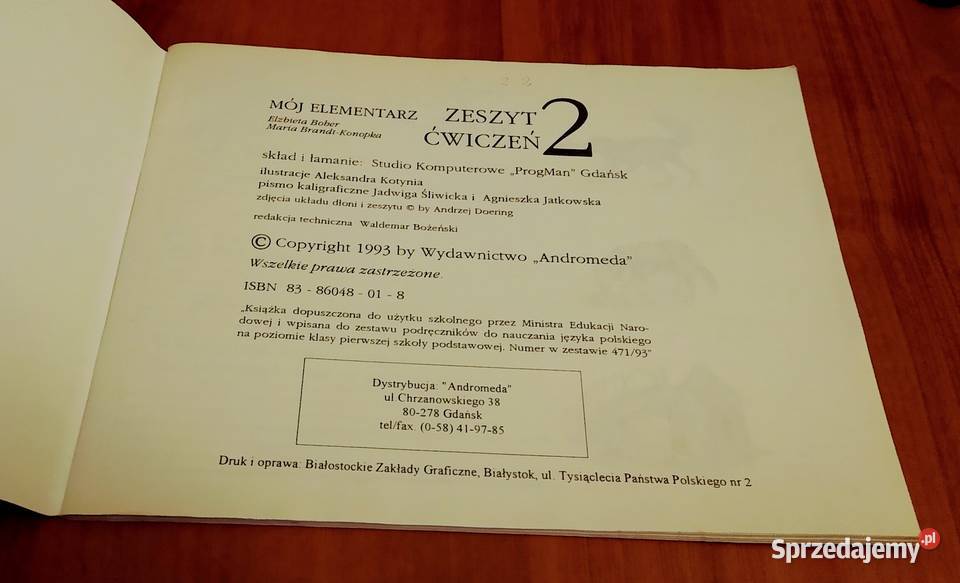 MÓJ ELEMENTARZ ZESZYT 2
Elżbieta Bober
Marta Brandt-Konopka
ĆWICZEŃ
skład i łamanie: Studio Komputerowe „ProgMan" Gdańsk
ilustracje Aleksandra Kotynia
pismo kaligraficzne Jadwiga Śliwicka i Agnieszka Jatkowska
zdjęcia układu dłoni i zeszytu © by Andrzej Doering
redakcja techniczna Waldemar Bożeński
© Copyright 1993 by Wydawnictwo „Andromeda"
Wszelkie prawa zastrzeżone.
ISBN 83 - 86048 - 01 - 8
„Książka dopuszczona do użytku szkolnego przez Ministra Edukacji Naro-
dowej i wpisana do zestawu podręczników do nauczania języka polskiego
na poziomie klasy pierwszej szkoły podstawowej. Numer w zestawie 471/93"
Dystrybucja: "Andromeda"
ul Chrzanowskiego 38
80-278 Gdańsk
tel/fax. (0-58) 41-97-85
Druk i oprawa: Białostockie Zakłady Graficzne, Białystok, ul. Tysiąclecia Państwa Polskiego nr 2
Sprzedajemy.pl